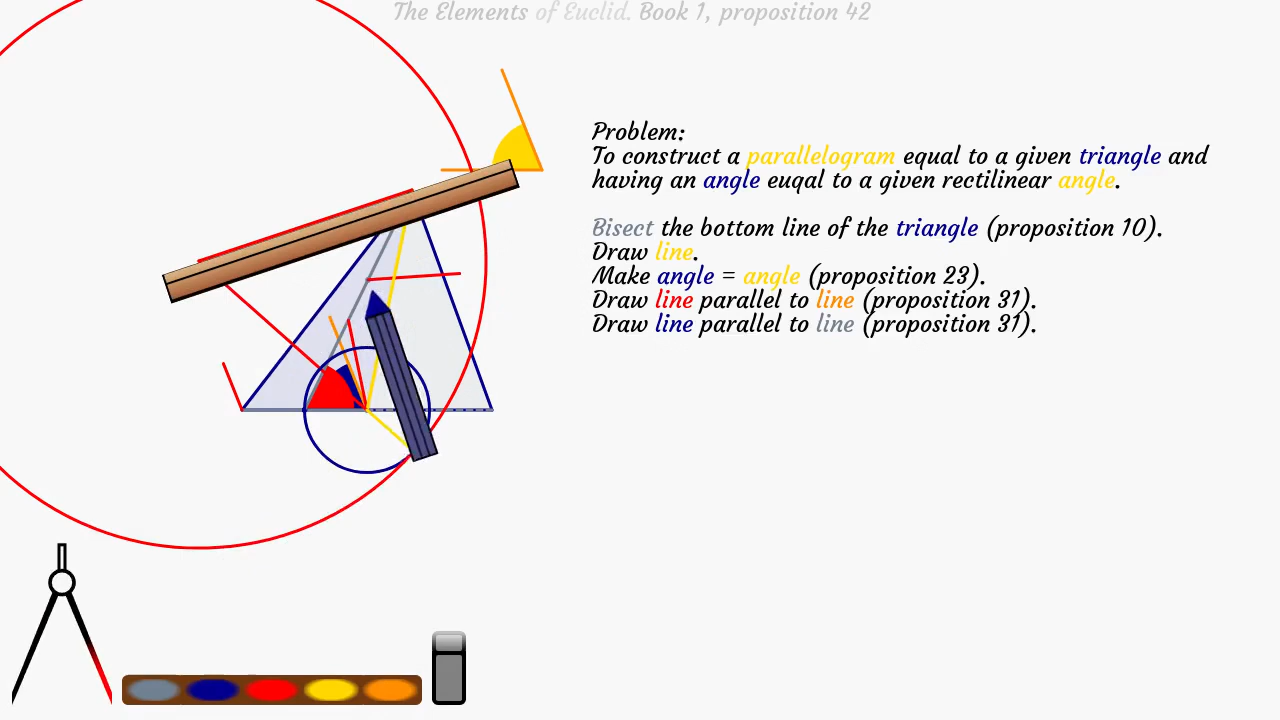 The Elements of Euclid. Book 1, proposition 42
Problem:
To construct a parallelogram equal to a given triangle and
having an angle euqal to a given rectilinear angle.
Bisect the bottom line of the triangle (proposition 10).
Draw line.
Make angle = angle (proposition 23).
Draw line parallel to line (proposition 31).
Draw line parallel to line (proposition 31).